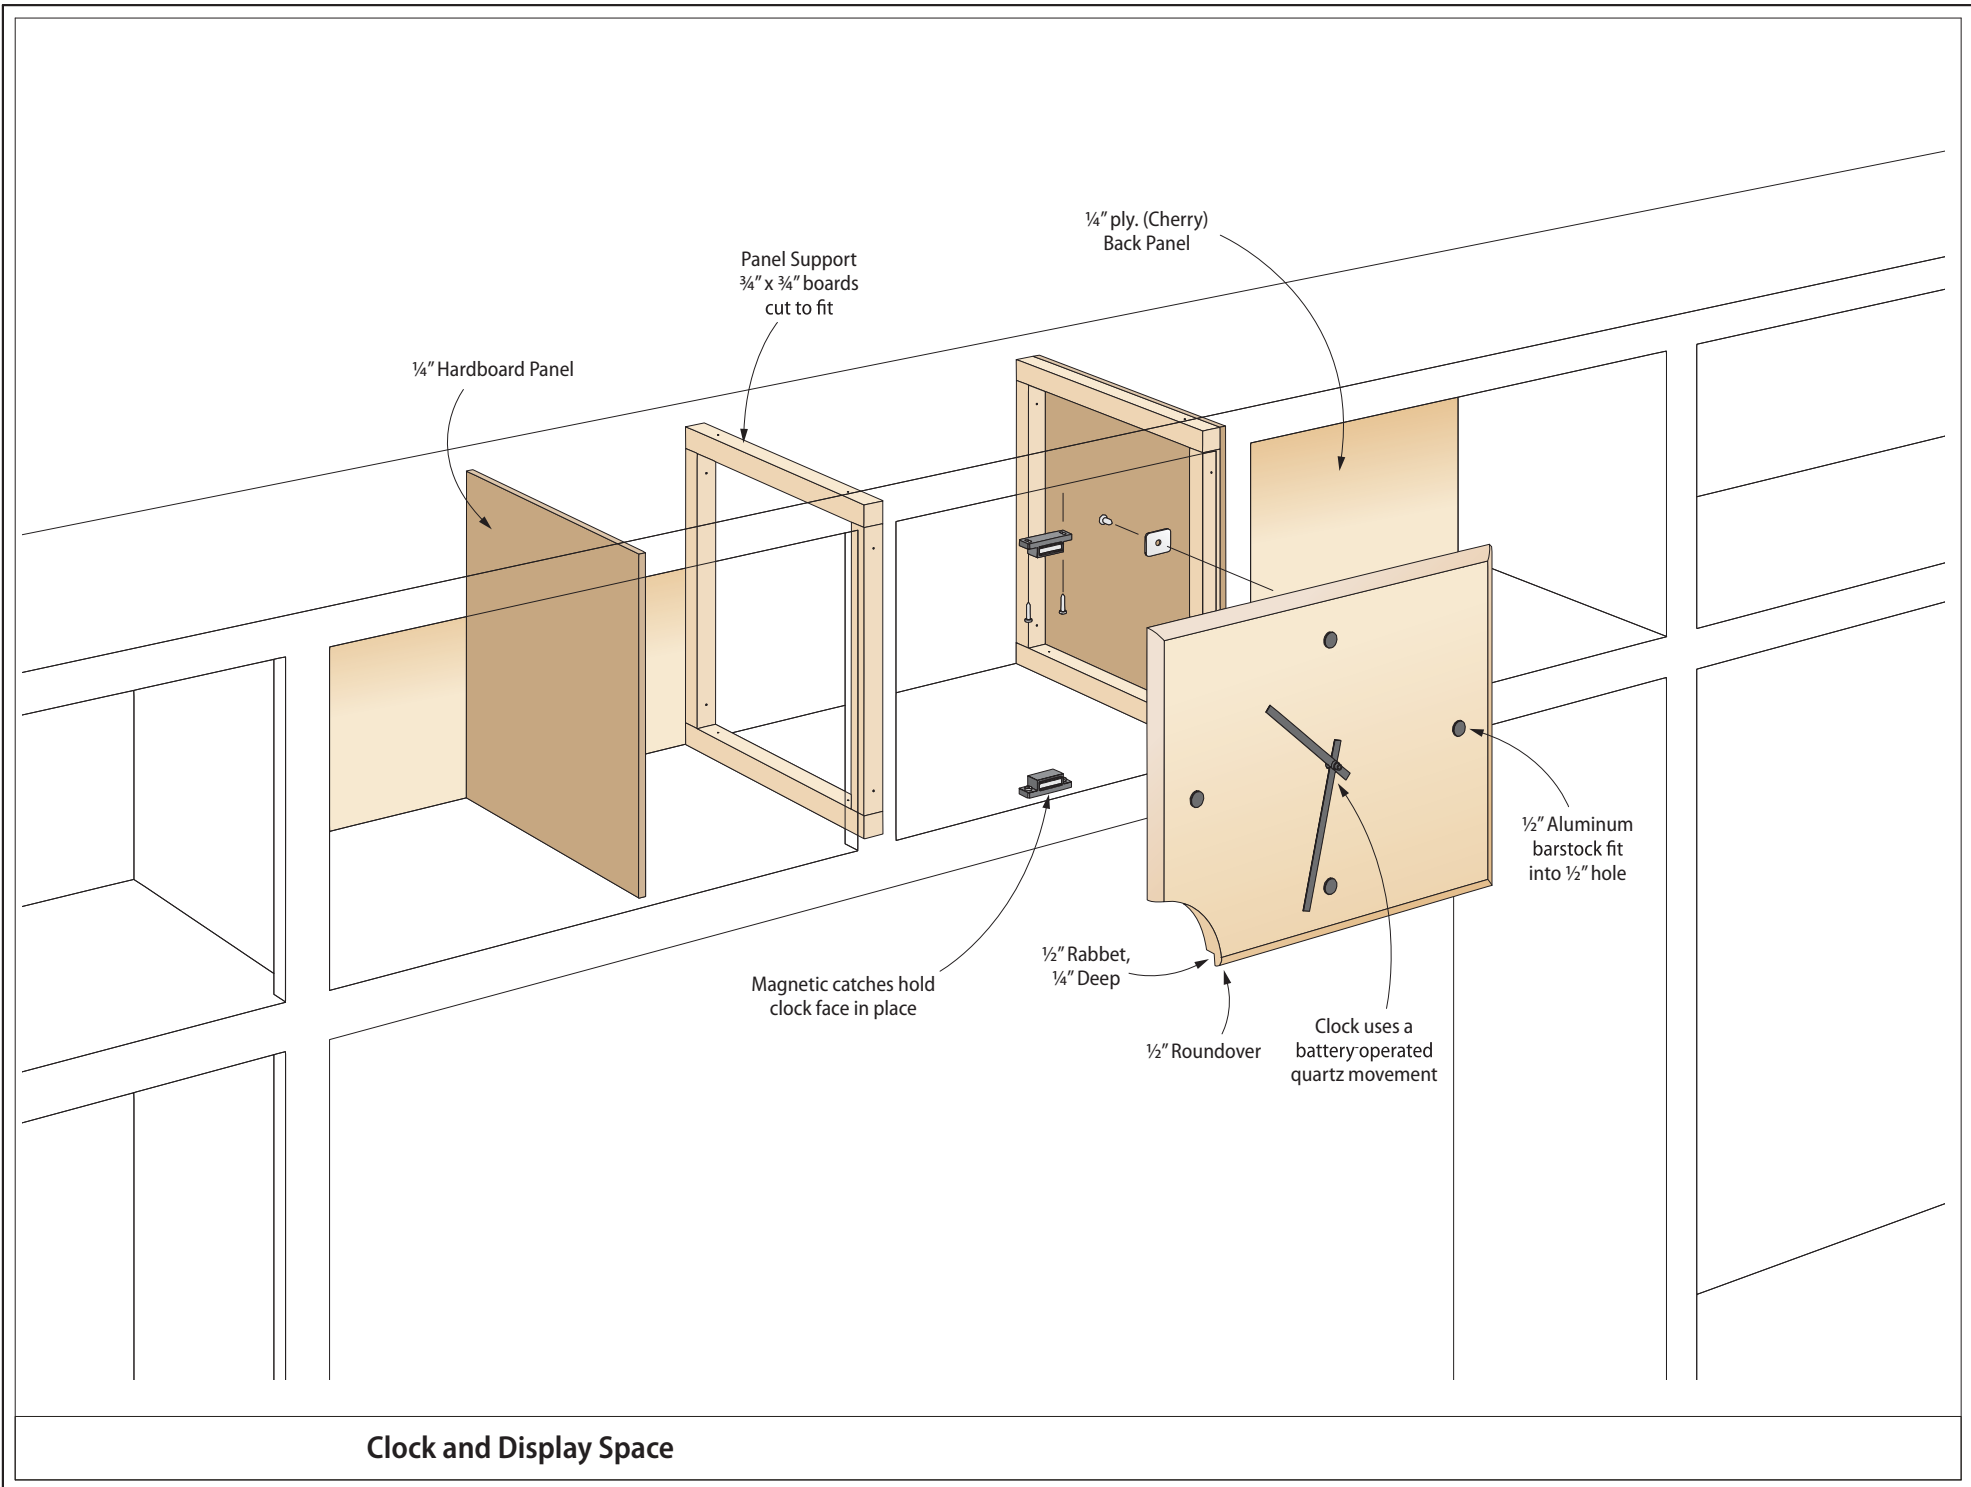 ¼” ply. (Cherry)
Back Panel
Panel Support
¾” x ¾” boards
cut to fit
¼” Hardboard Panel
½” Aluminum
barstock fit
into ½” hole
½” Rabbet,
¼” Deep
Magnetic catches hold
clock face in place
½” Roundover
Clock uses a
battery-operated
quartz movement
Clock and Display Space